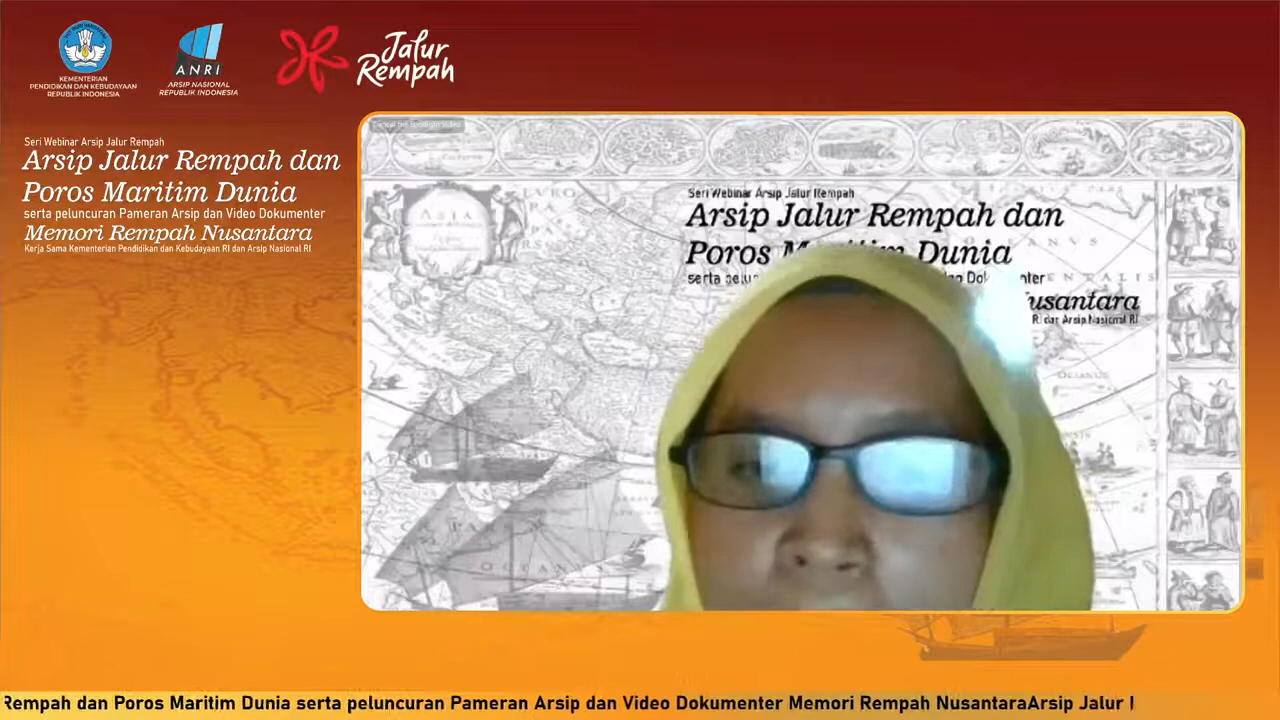 KEMENTERIAN
PENDIDIKAN DAN KEBUDAYAAN
REPUBLIK INDONESIA
ANRI
ARSIP NASIONAL
REPUBLIK INDONESIA
Jalur
Rempah
Seri Webinar Arsip Jalur Rempah
Arsip Jalur Rempah dan
Poros Maritim Dunia
serta peluncuran Pameran Arsip dan Video Dokumenter
Memori Rempah Nusantara
Kerja Sama Kementerian Pendidikan dan Kebudayaan RI dan Arsip Nasional RI
ASIA
Seri Webinar Arsip Jalur Rempah
Arsip Jalur Rempah dan
Poros Dunia
serta
Nusantara
RI dan Arsip Nasional RI
Rempah dan Poros Maritim Dunia serta peluncuran Pameran Arsip dan Video Dokumenter Memori Rempah NusantaraArsip Jalur